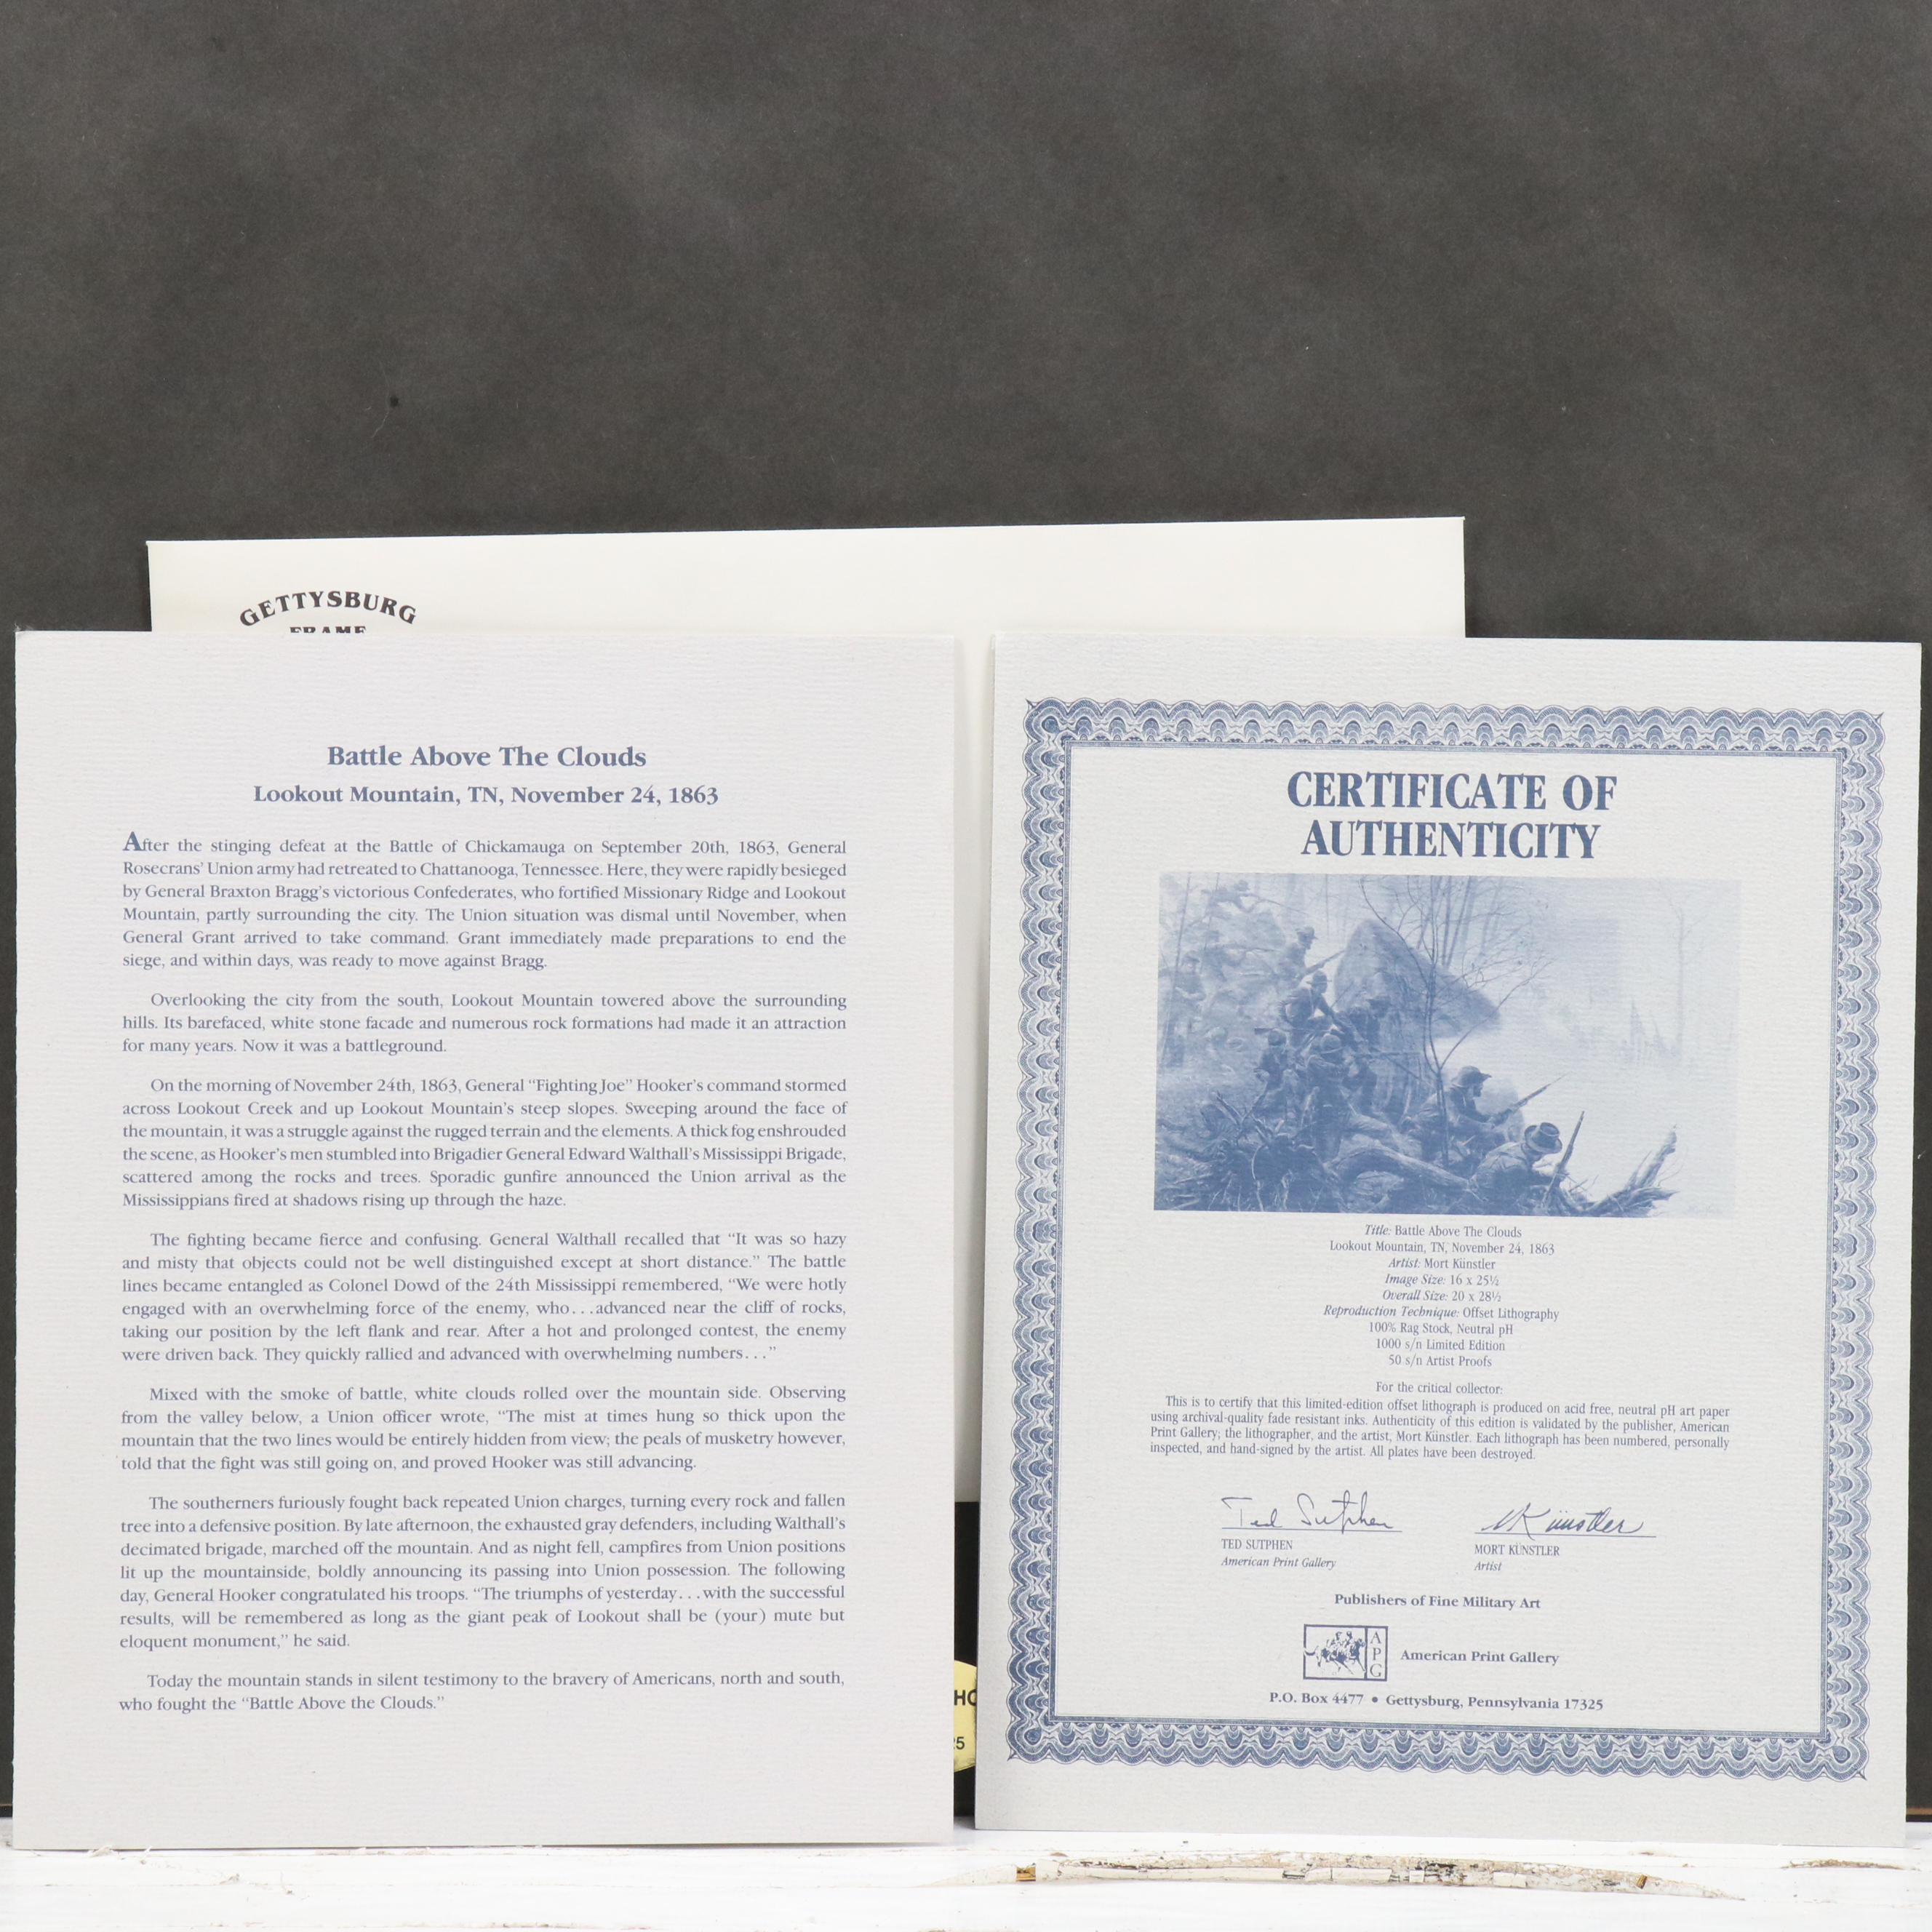 GETTYSBURG
FRAME
Battle Above The Clouds
Lookout Mountain, TN, November 24, 1863
After the stinging defeat at the Battle of Chickamauga on September 20th, 1863, General
Rosecrans' Union army had retreated to Chattanooga, Tennessee. Here, they were rapidly besieged
by General Braxton Bragg's victorious Confederates, who fortified Missionary Ridge and Lookout
Mountain, partly surrounding the city. The Union situation was dismal until November, when
General Grant arrived to take command. Grant immediately made preparations to end the
siege, and within days, was ready to move against Bragg.
Overlooking the city from the south, Lookout Mountain towered above the surrounding
hills. Its barefaced, white stone facade and numerous rock formations had made it an attraction
for many years. Now it was a battleground.
On the morning of November 24th, 1863, General "Fighting Joe" Hooker's command stormed
across Lookout Creek and up Lookout Mountain's steep slopes. Sweeping around the face of
the mountain, it was a struggle against the rugged terrain and the elements. A thick fog enshrouded
the scene, as Hooker's men stumbled into Brigadier General Edward Walthall's Mississippi Brigade,
scattered among the rocks and trees. Sporadic gunfire announced the Union arrival as the
Mississippians fired at shadows rising up through the haze.
The fighting became fierce and confusing. General Walthall recalled that "It was so hazy
and misty that objects could not be well distinguished except at short distance." The battle
lines became entangled as Colonel Dowd of the 24th Mississippi remembered, "We were hotly
engaged with an overwhelming force of the enemy, who...advanced near the cliff of rocks,
taking our position by the left flank and rear. After a hot and prolonged contest, the enemy
were driven back. They quickly rallied and advanced with overwhelming numbers..."
Mixed with the smoke of battle, white clouds rolled over the mountain side. Observing
from the valley below, a Union officer wrote, "The mist at times hung so thick upon the
mountain that the two lines would be entirely hidden from view; the peals of musketry however,
told that the fight was still going on, and proved Hooker was still advancing.
The southerners furiously fought back repeated Union charges, turning every rock and fallen
tree into a defensive position. By late afternoon, the exhausted gray defenders, including Walthall's
decimated brigade, marched off the mountain. And as night fell, campfires from Union positions
lit up the mountainside, boldly announcing its passing into Union possession. The following
day, General Hooker congratulated his troops. "The triumphs of yesterday...with the successful
results, will be remembered as long as the giant peak of Lookout shall be (your) mute but
eloquent monument," he said.
Today the mountain stands in silent testimony to the bravery of Americans, north and south,
who fought the "Battle Above the Clouds."
CERTIFICATE OF
AUTHENTICITY
Title: Battle Above The Clouds
Lookout Mountain, TN, November 24, 1863
Artist: Mort Künstler
Image Size: 16 x 25½
Overall Size: 20 x 28½
Reproduction Technique: Offset Lithography
100% Rag Stock, Neutral pH
1000 s/n Limited Edition
50 s/n Artist Proofs
For the critical collector:
This is to certify that this limited-edition offset lithograph is produced on acid free, neutral pH art paper
using archival-quality fade resistant inks. Authenticity of this edition is validated by the publisher, American
Print Gallery; the lithographer, and the artist, Mort Künstler. Each lithograph has been numbered, personally
inspected, and hand-signed by the artist. All plates have been destroyed.
Ted Sutphen MKünstler
TED SUTPHEN MORT KÜNSTLER
American Print Gallery Artist
Publishers of Fine Military Art
APG American Print Gallery
P.O. Box 4477 • Gettysburg, Pennsylvania 17325